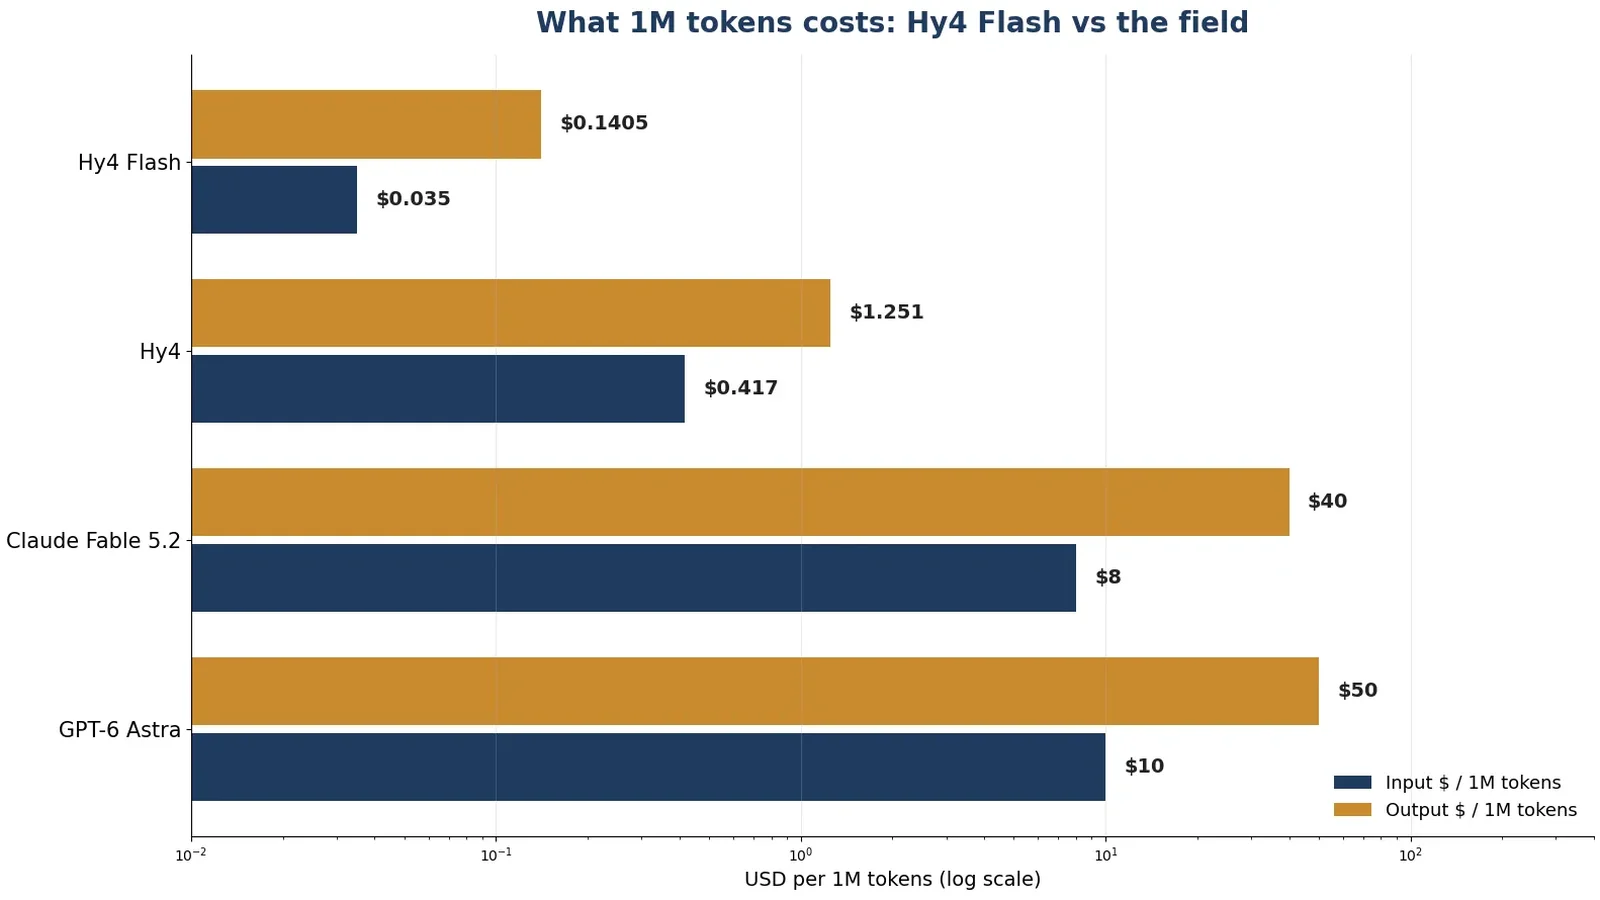 What 1M tokens costs: Hy4 Flash vs the field
Hy4 Flash
$0.1405
$0.035
Hy4
$1.251
$0.417
Claude Fable 5.2
$40
$8
GPT-6 Astra
$50
$10
Input $ / 1M tokens
Output $ / 1M tokens
10⁻² 10⁻¹ 10⁰ 10¹ 10²
USD per 1M tokens (log scale)